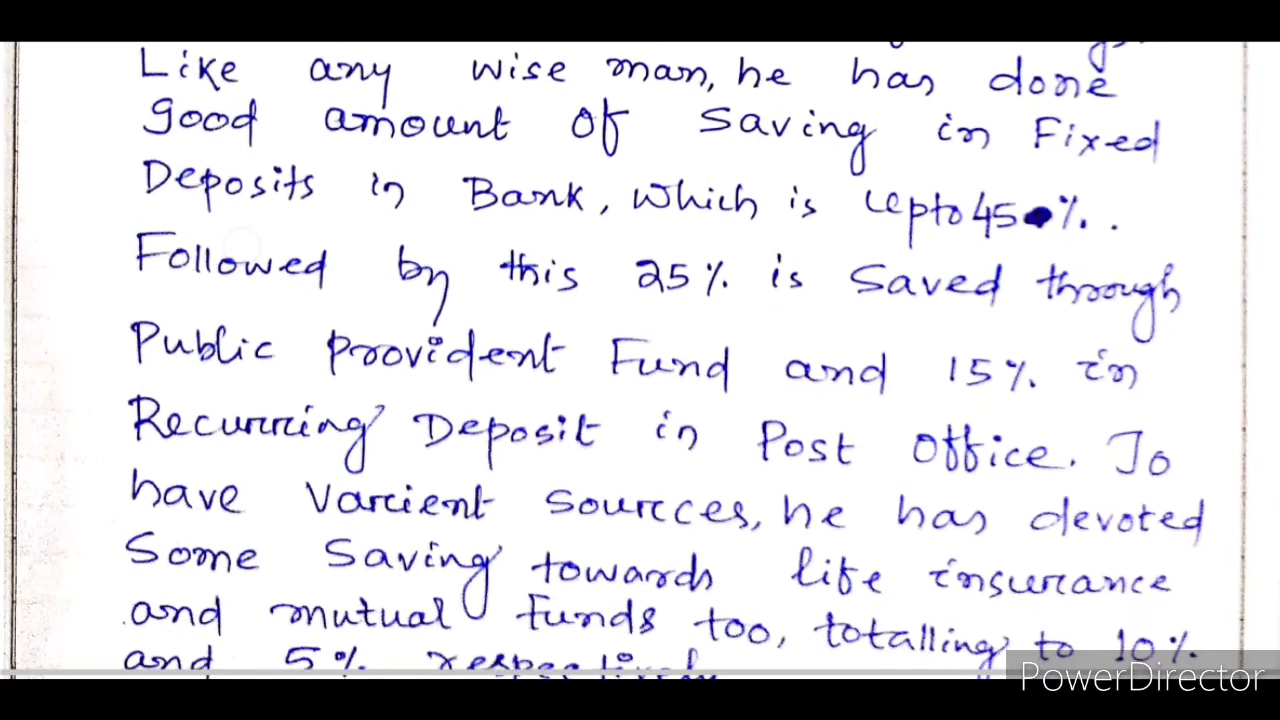 Like any wise man, he has done
good amount of saving in Fixed
Deposits in Bank, which is upto 45%.
Followed by this 25% is saved through
Public Provident Fund and 15% in
Recurring Deposit in Post Office. To
have varient sources, he has devoted
some saving towards life insurance
and mutual funds too, totalling to 10%
and 5% respectively
PowerDirector